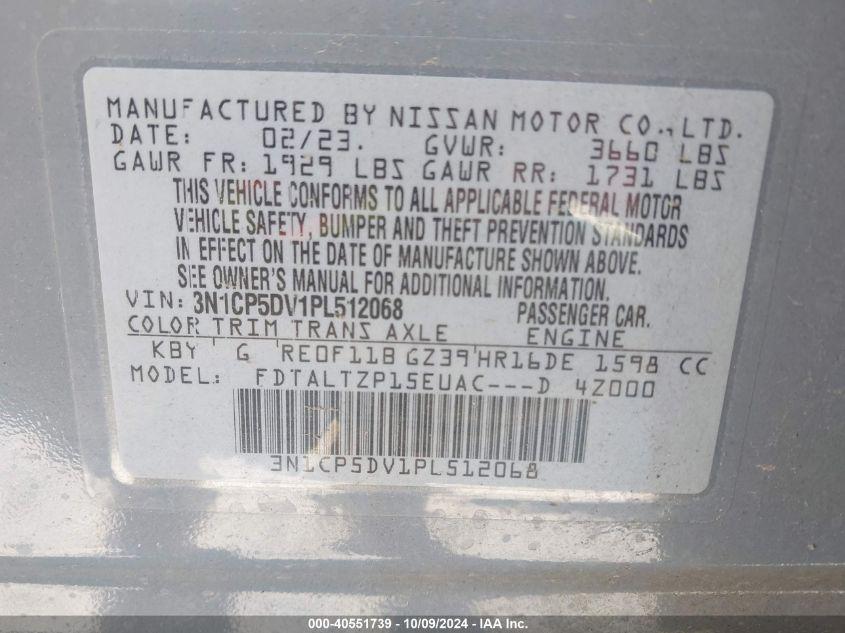 MANUFACTURED BY NISSAN MOTOR CO., LTD.
DATE: 02/23. GVWR: 3660 LBS
GAWR FR: 1929 LBS GAWR RR: 1731 LBS
THIS VEHICLE CONFORMS TO ALL APPLICABLE FEDERAL MOTOR
VEHICLE SAFETY, BUMPER AND THEFT PREVENTION STANDARDS
IN EFFECT ON THE DATE OF MANUFACTURE SHOWN ABOVE.
SEE OWNER'S MANUAL FOR ADDITIONAL INFORMATION.
VIN: 3N1CP5DV1PL512068 PASSENGER CAR.
COLOR TRIM TRANS AXLE ENGINE
KBY G RE0F11B GZ39 HR16DE 1598 CC
MODEL: FDTALTZP15EUAC---D 4Z000
3N1CP5DV1PL512068
000-40551739 - 10/09/2024 - IAA Inc.